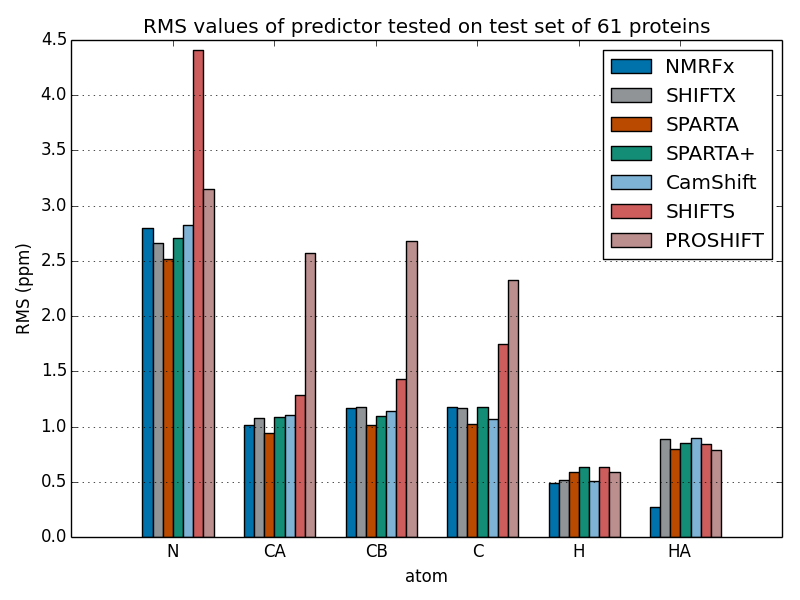 RMS values of predictor tested on test set of 61 proteins
4.5
4.0
3.5
3.0
2.5
2.0
1.5
1.0
0.5
0.0
RMS (ppm)
NMRFx
SHIFTX
SPARTA
SPARTA+
CamShift
SHIFTS
PROSHIFT
N CA CB C H HA
atom